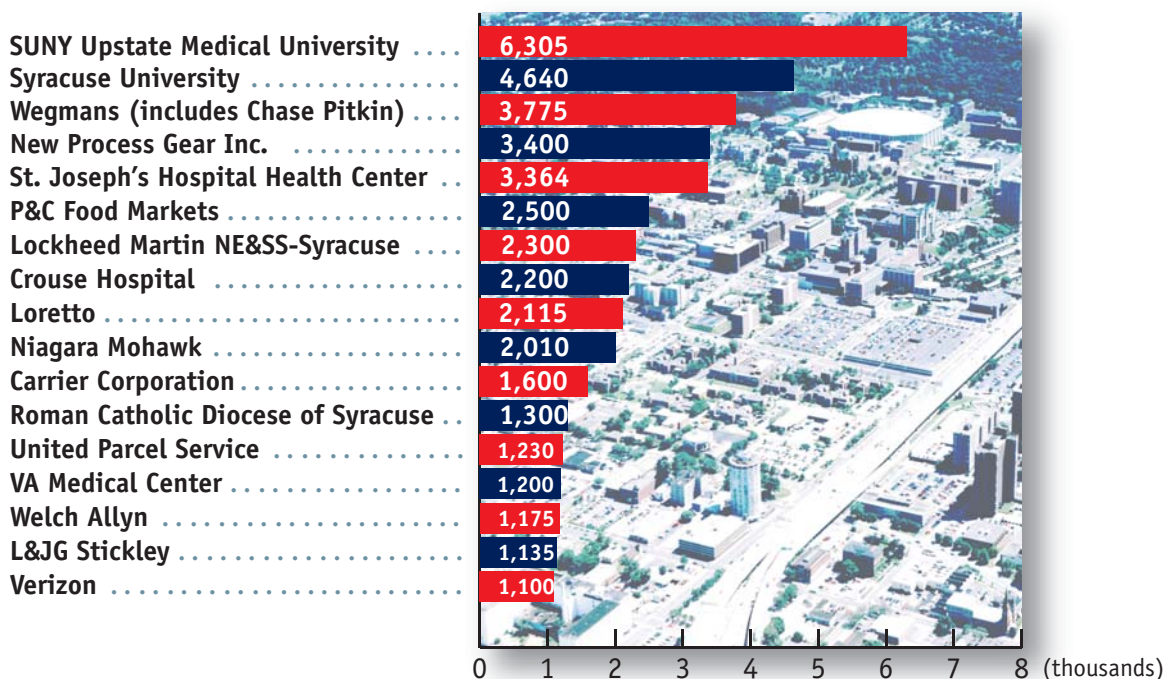 SUNY Upstate Medical University .... 6,305
Syracuse University ................ 4,640
Wegmans (includes Chase Pitkin) .... 3,775
New Process Gear Inc. ............. 3,400
St. Joseph’s Hospital Health Center .. 3,364
P&C Food Markets .................. 2,500
Lockheed Martin NE&SS-Syracuse .... 2,300
Crouse Hospital ................... 2,200
Loretto ........................... 2,115
Niagara Mohawk .................... 2,010
Carrier Corporation ................ 1,600
Roman Catholic Diocese of Syracuse .. 1,300
United Parcel Service .............. 1,230
VA Medical Center ................. 1,200
Welch Allyn ....................... 1,175
L&JG Stickley ...................... 1,135
Verizon ........................... 1,100
0 1 2 3 4 5 6 7 8 (thousands)